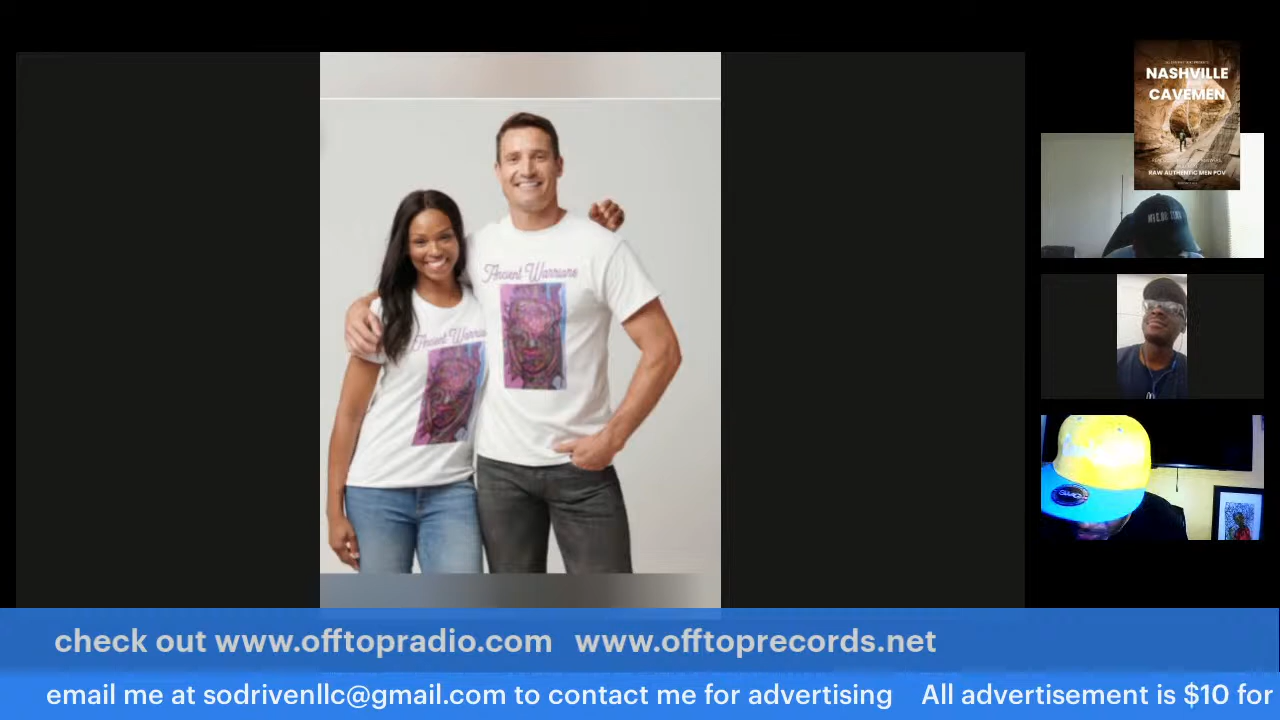 NASHVILLE
CAVEMEN
RAW AUTHENTIC MEN POV
Ancient Warriors
Ancient
check out www.offtopradio.com www.offtoprecords.net
email me at sodrivenllc@gmail.com to contact me for advertising All advertisement is $10 for